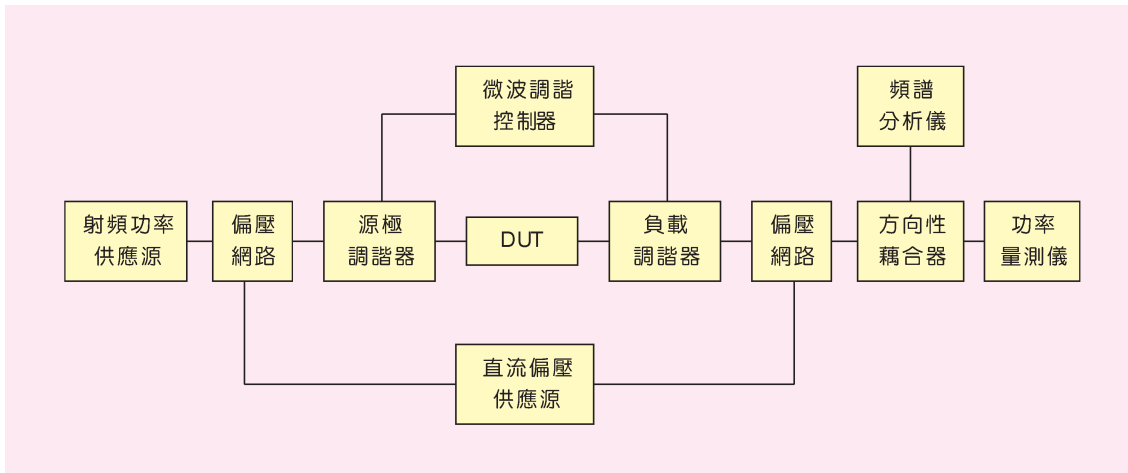 微波調諧
控制器
頻譜
分析儀
射頻功率
供應源
偏壓
網路
源極
調諧器
DUT
負載
調諧器
偏壓
網路
方向性
藕合器
功率
量測儀
直流偏壓
供應源